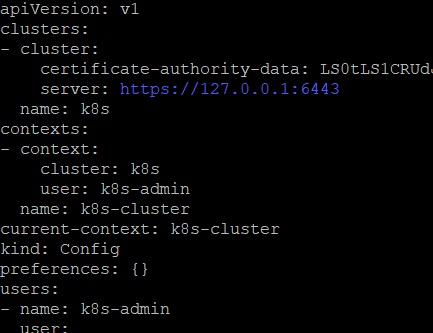 apiVersion: v1
clusters:
- cluster:
    certificate-authority-data: LS0tLS1CRUd
    server: https://127.0.0.1:6443
  name: k8s
contexts:
- context:
    cluster: k8s
    user: k8s-admin
  name: k8s-cluster
current-context: k8s-cluster
kind: Config
preferences: {}
users:
- name: k8s-admin
  user: